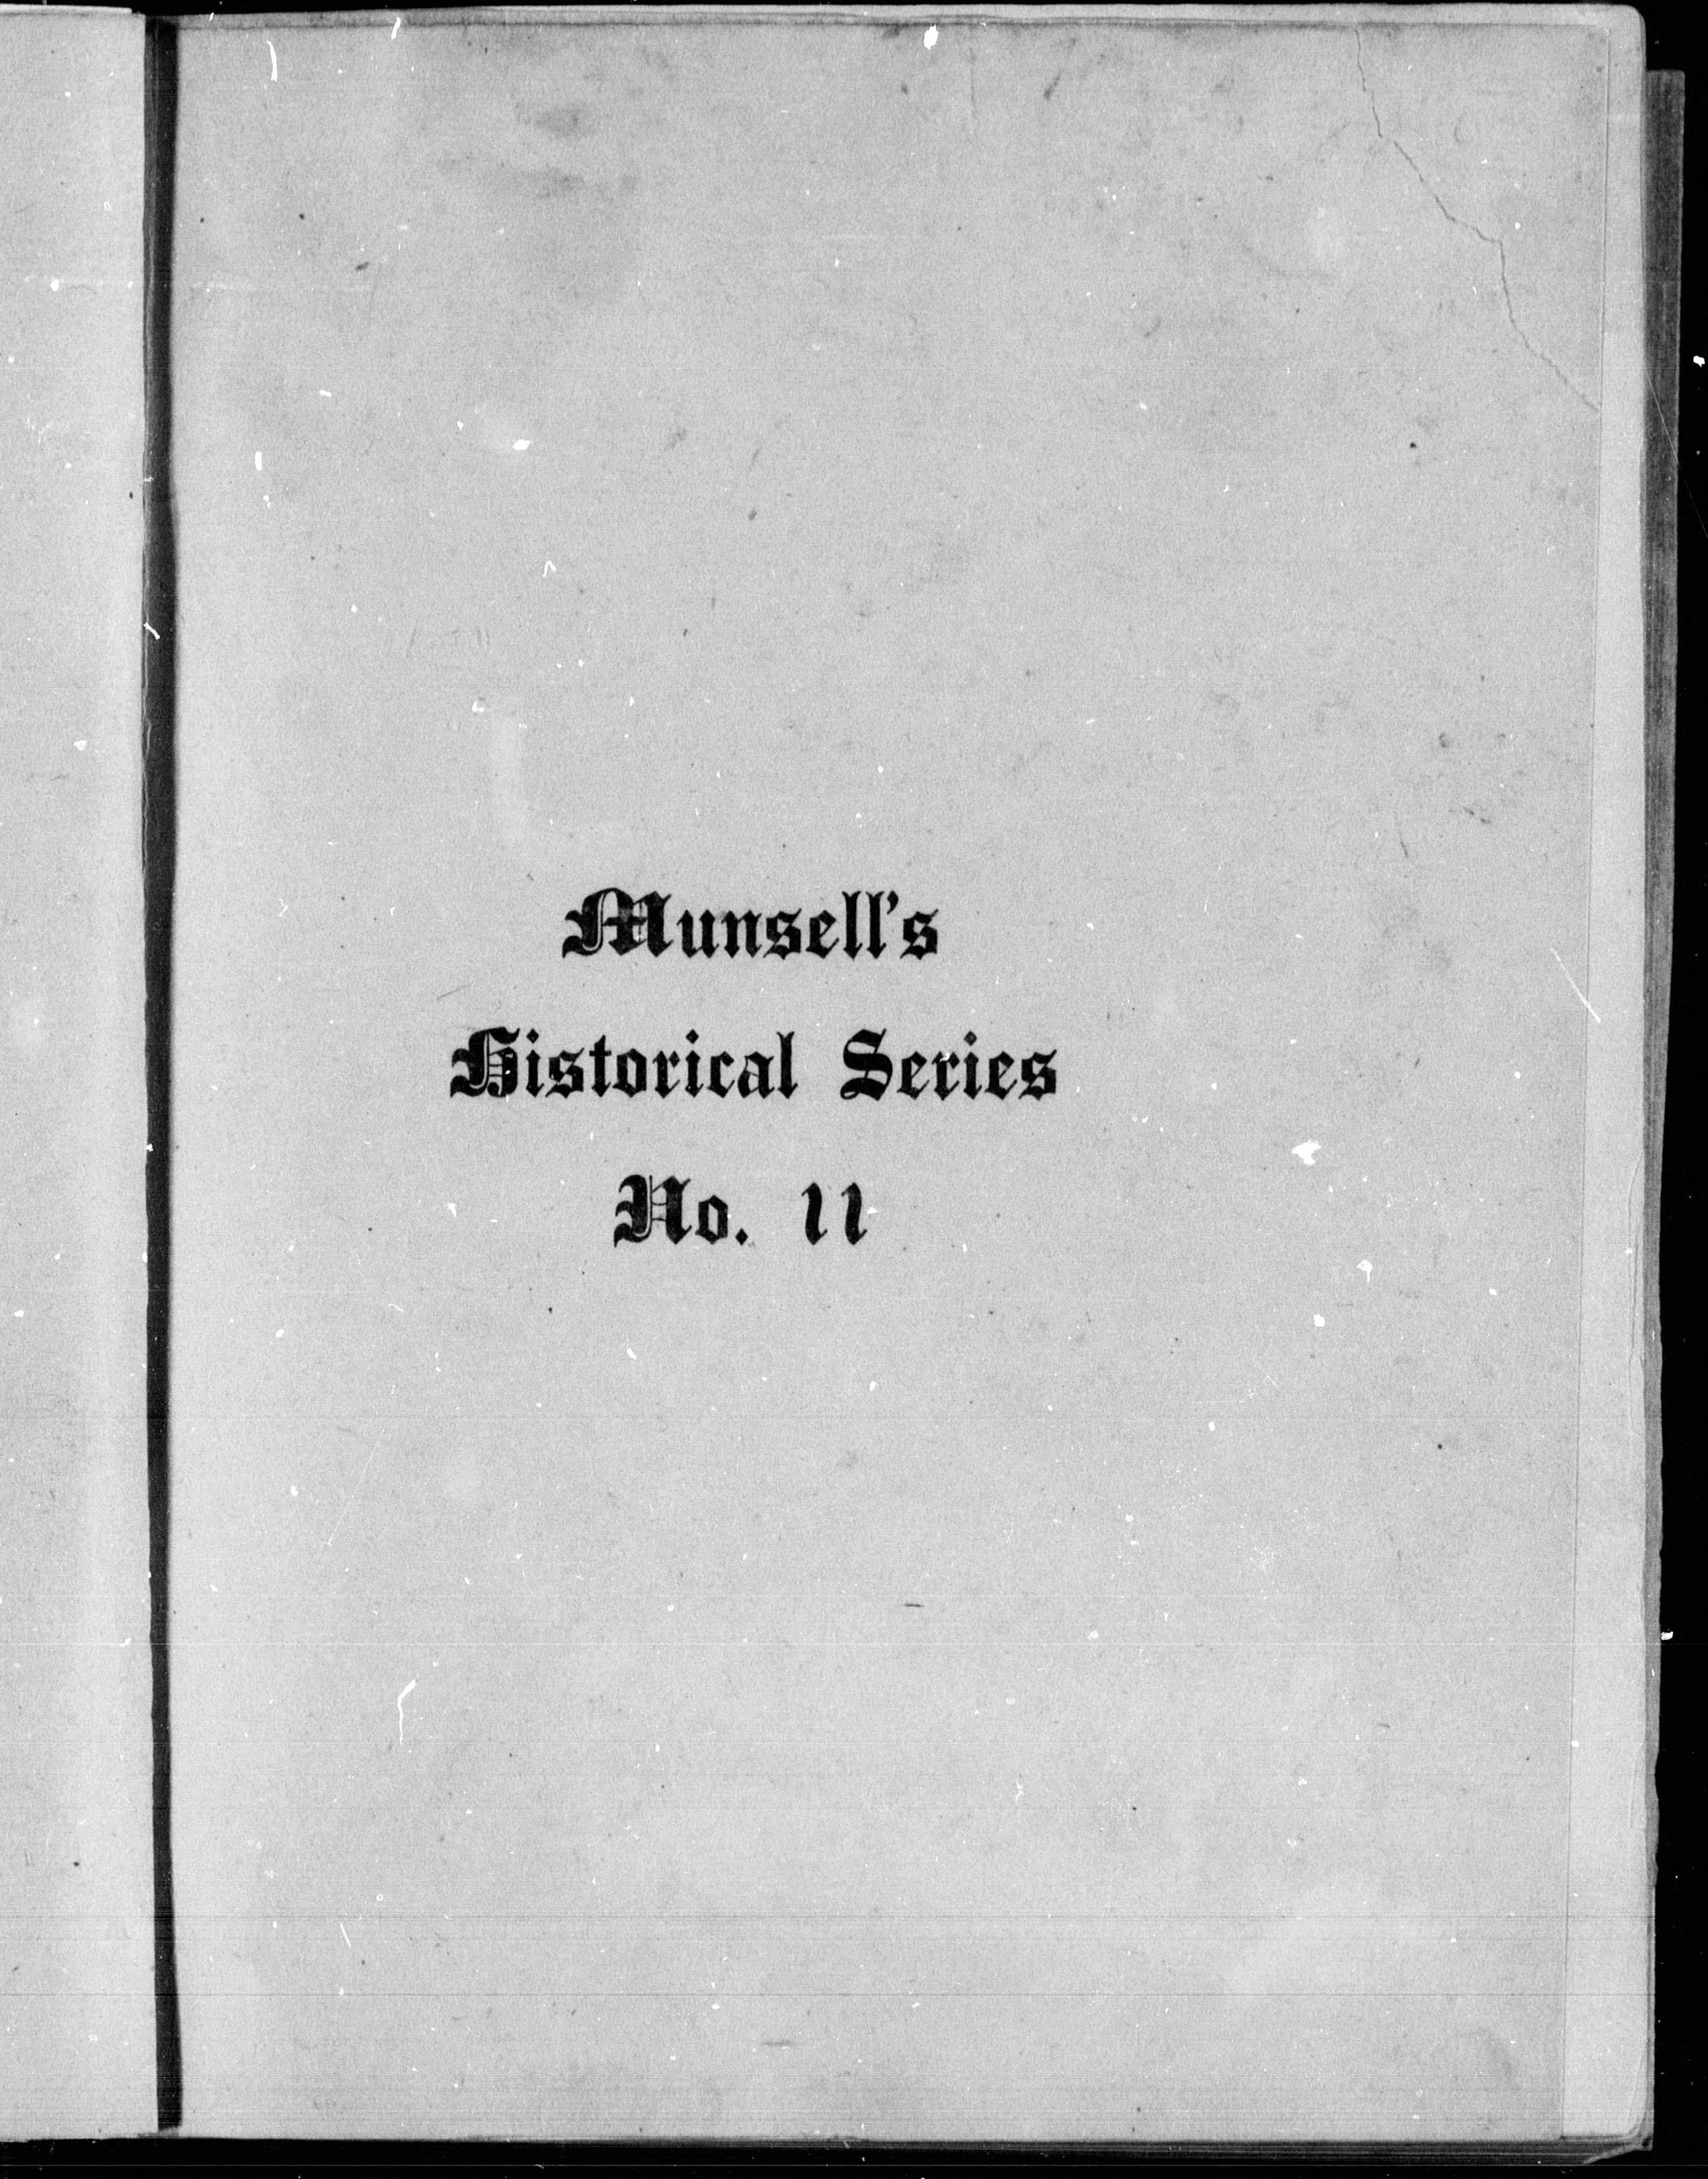 Munsell's
Historical Series
No. 11